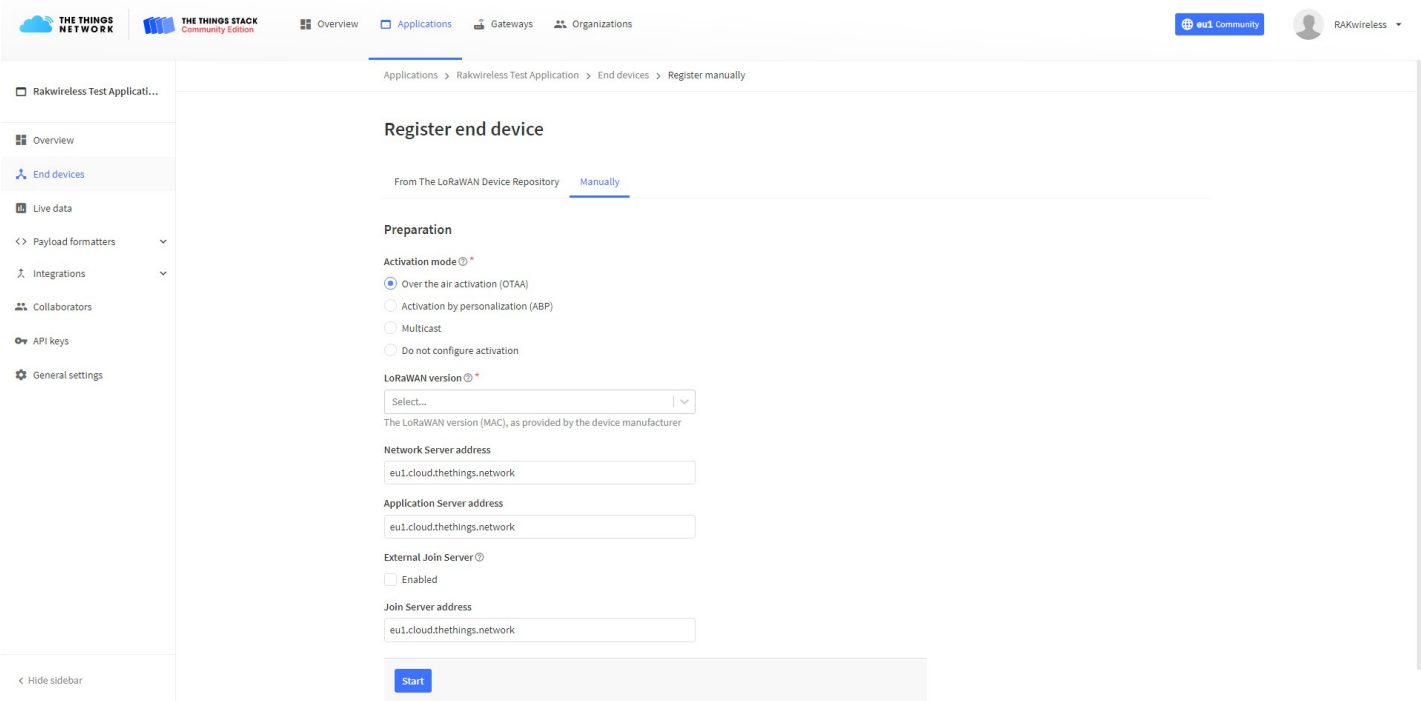 THE THINGS NETWORK
THE THINGS STACK
Community Edition
Overview
Applications
Gateways
Organizations
eu1 Community
RAKwireless
Rakwireless Test Applicati...
Applications > Rakwireless Test Application > End devices > Register manually
Overview
End devices
Live data
Payload formatters
Integrations
Collaborators
API keys
General settings
Hide sidebar
Register end device
From The LoRaWAN Device Repository
Manually
Preparation
Activation mode *
Over the air activation (OTAA)
Activation by personalization (ABP)
Multicast
Do not configure activation
LoRaWAN version *
Select...
The LoRaWAN version (MAC), as provided by the device manufacturer
Network Server address
eu1.cloud.thethings.network
Application Server address
eu1.cloud.thethings.network
External Join Server
Enabled
Join Server address
eu1.cloud.thethings.network
Start